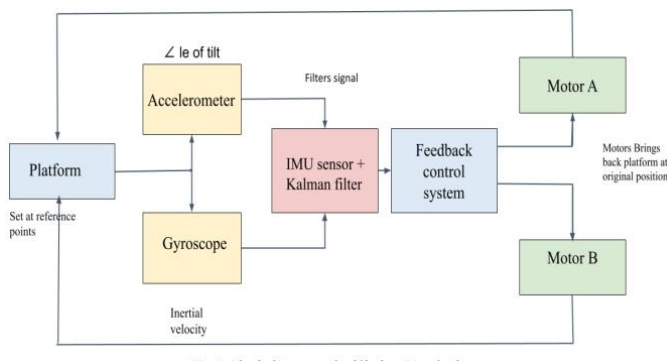 ∠ le of tilt
Accelerometer
Filters signal
Motor A
Platform
IMU sensor +
Kalman filter
Feedback
control
system
Motors Brings
back platform at
original position
Set at reference
points
Gyroscope
Motor B
Inertial
velocity